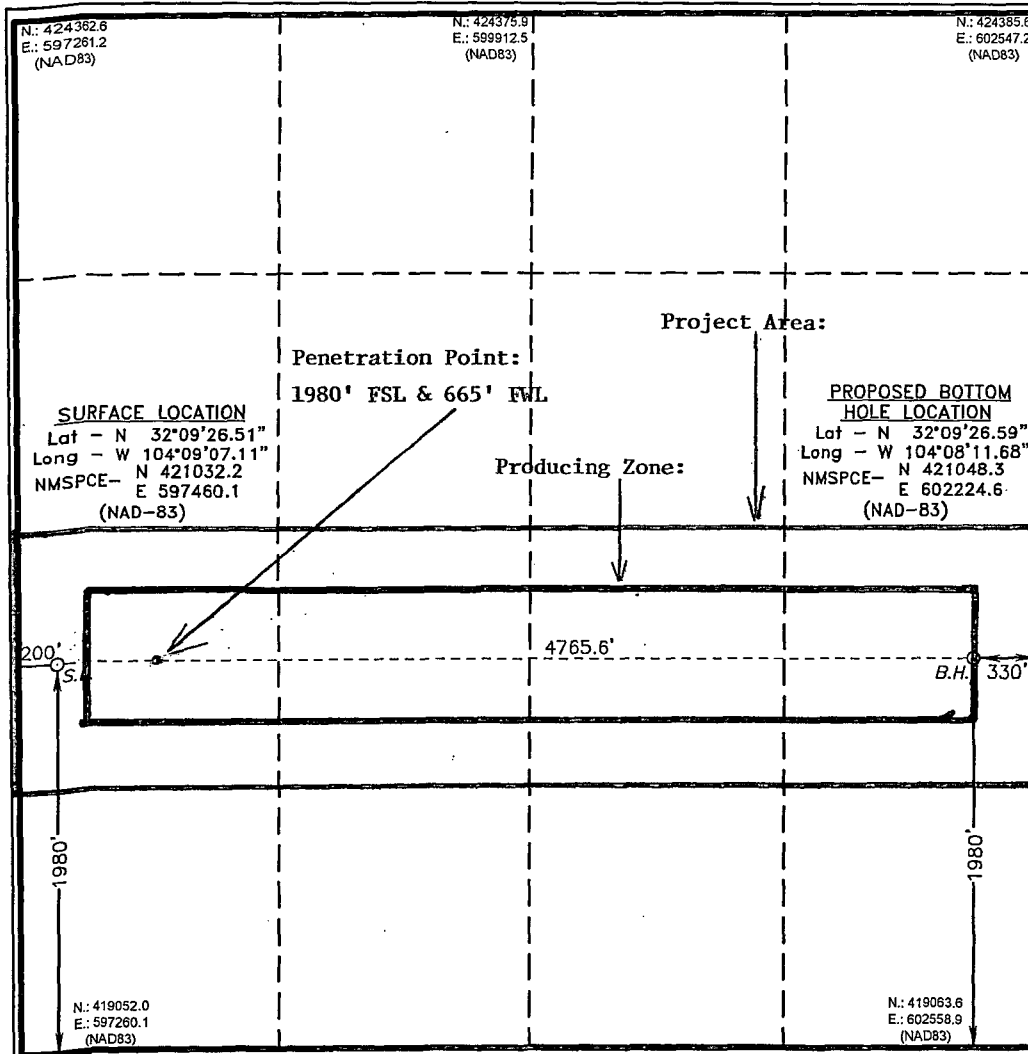 N.: 424362.6
E.: 597261.2
(NAD83)
N.: 424375.9
E.: 599912.5
(NAD83)
N.: 424385.6
E.: 602547.2
(NAD83)
Project Area:
Penetration Point:
1980' FSL & 665' FWL
SURFACE LOCATION
Lat - N 32°09'26.51"
Long - W 104°09'07.11"
NMSPCE- N 421032.2
E 597460.1
(NAD-83)
PROPOSED BOTTOM
HOLE LOCATION
Lat - N 32°09'26.59"
Long - W 104°08'11.68"
NMSPCE- N 421048.3
E 602224.6
(NAD-83)
Producing Zone:
200'
S.
4765.6'
B.H.
330'
1980'
1980'
N.: 419052.0
E.: 597260.1
(NAD83)
N.: 419063.6
E.: 602558.9
(NAD83)